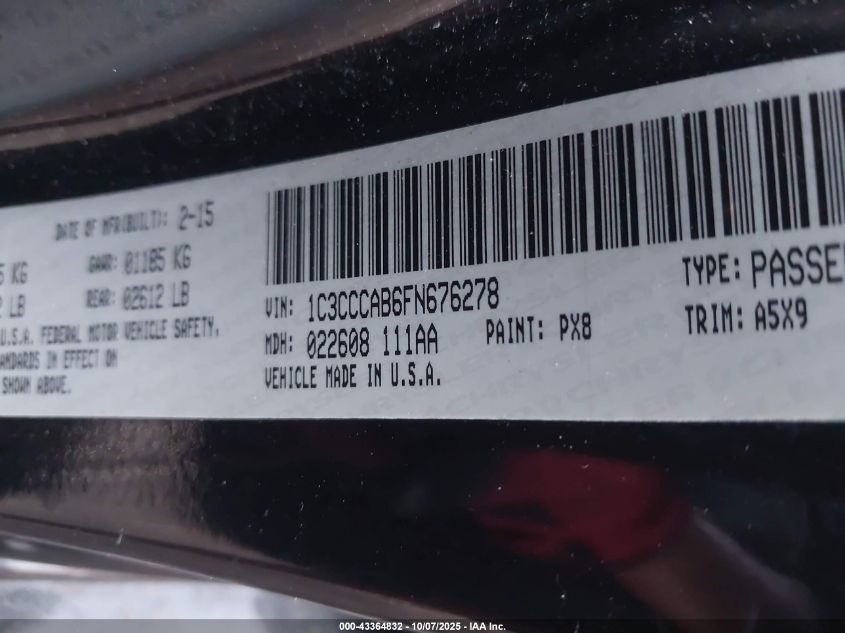 DATE OF MFR(BUILT): 2-15
5 KG GAWR: 01185 KG
LB REAR: 02612 LB
U.S.A. FEDERAL MOTOR VEHICLE SAFETY,
STANDARDS IN EFFECT ON
SHOWN ABOVE.
VIN: 1C3CCCAB6FN676278
MDH: 022608 111AA PAINT: PX8
VEHICLE MADE IN U.S.A.
TYPE: PASSE
TRIM: A5X9
000-43364832 - 10/07/2025 - IAA Inc.